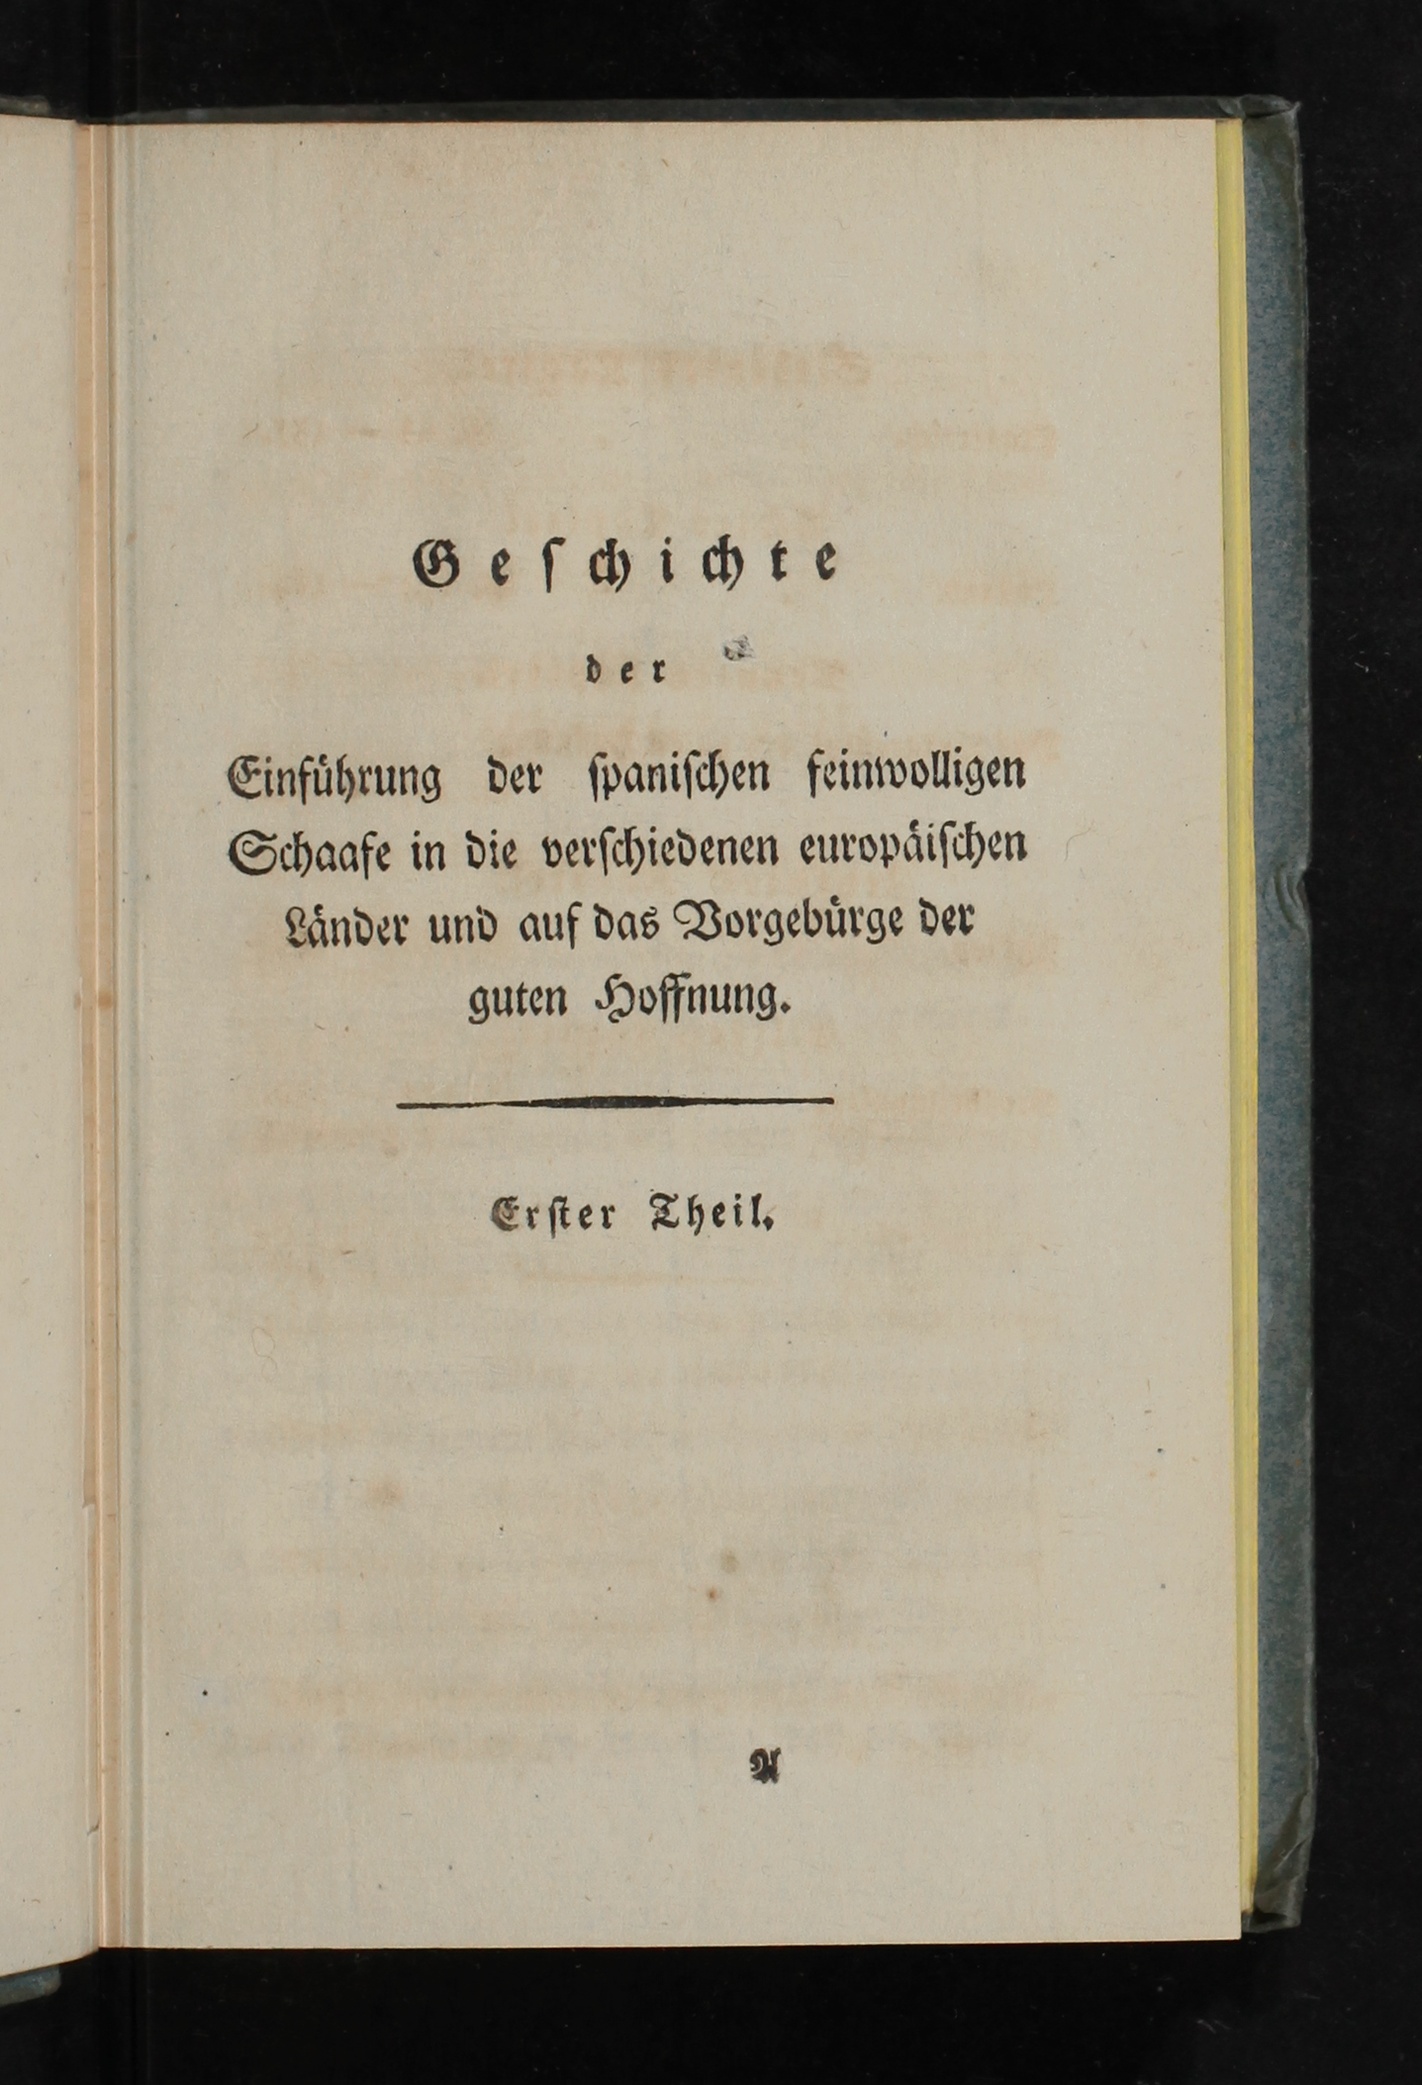 Geſchichte
der
Einführung der ſpaniſchen feinwolligen
Schaafe in die verſchiedenen europäiſchen
Länder und auf das Vorgebürge der
guten Hoffnung.
Erſter Theil.
A